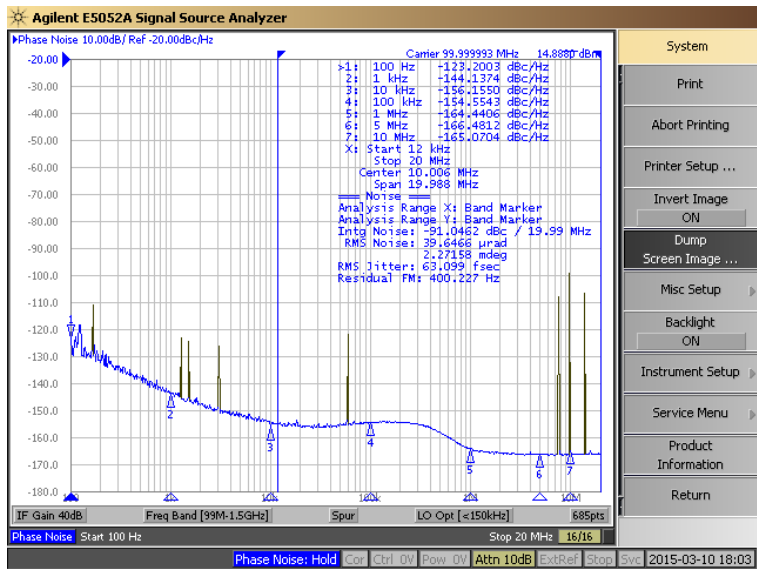 Agilent E5052A Signal Source Analyzer
▶Phase Noise 10.00dB/ Ref -20.00dBc/Hz
Carrier 99.999993 MHz 14.8880 dBm
>1: 100 Hz -123.2003 dBc/Hz
2: 1 kHz -144.1374 dBc/Hz
3: 10 kHz -156.1550 dBc/Hz
4: 100 kHz -154.5543 dBc/Hz
5: 1 MHz -164.4406 dBc/Hz
6: 5 MHz -166.4812 dBc/Hz
7: 10 MHz -165.0704 dBc/Hz
X: Start 12 kHz
Stop 20 MHz
Center 10.006 MHz
Span 19.988 MHz
=== Noise ===
Analysis Range X: Band Marker
Analysis Range Y: Band Marker
Intg Noise: -91.0462 dBc / 19.99 MHz
RMS Noise: 39.6466 µrad
2.27158 mdeg
RMS Jitter: 63.099 fsec
Residual FM: 400.227 Hz
-20.00
-30.00
-40.00
-50.00
-60.00
-70.00
-80.00
-90.00
-100.0
-110.0
-120.0
-130.0
-140.0
-150.0
-160.0
-170.0
-180.0
1
2
3
4
5
6
7
IF Gain 40dB
Freq Band [99M-1.5GHz]
Spur
LO Opt [<150kHz]
685pts
Phase Noise Start 100 Hz
Stop 20 MHz 16/16
Phase Noise: Hold Cor Ctrl 0V Pow 0V Attn 10dB ExtRef Stop Svc 2015-03-10 18:03
System
Print
Abort Printing
Printer Setup ...
Invert Image
ON
Dump
Screen Image ...
Misc Setup
Backlight
ON
Instrument Setup
Service Menu
Product
Information
Return